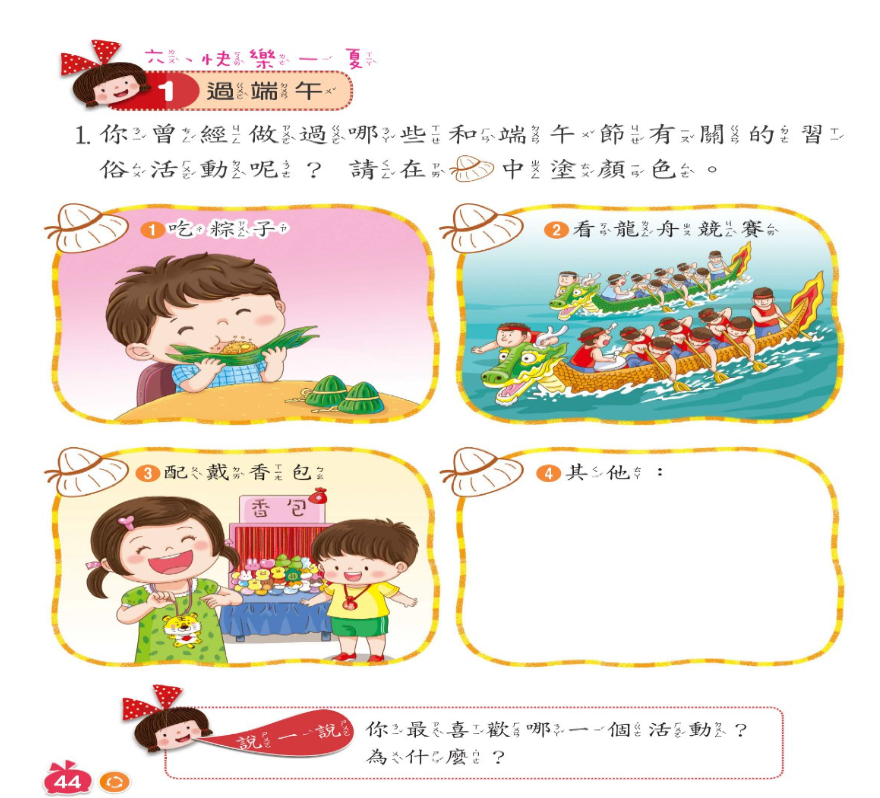 六、快樂一夏
1 過端午
1. 你曾經做過哪些和端午節有關的習
俗活動呢？ 請在 中塗顏色。
1 吃粽子
2 看龍舟競賽
3 配戴香包
香包
4 其他：
說一說
你最喜歡哪一個活動？
為什麼？
44